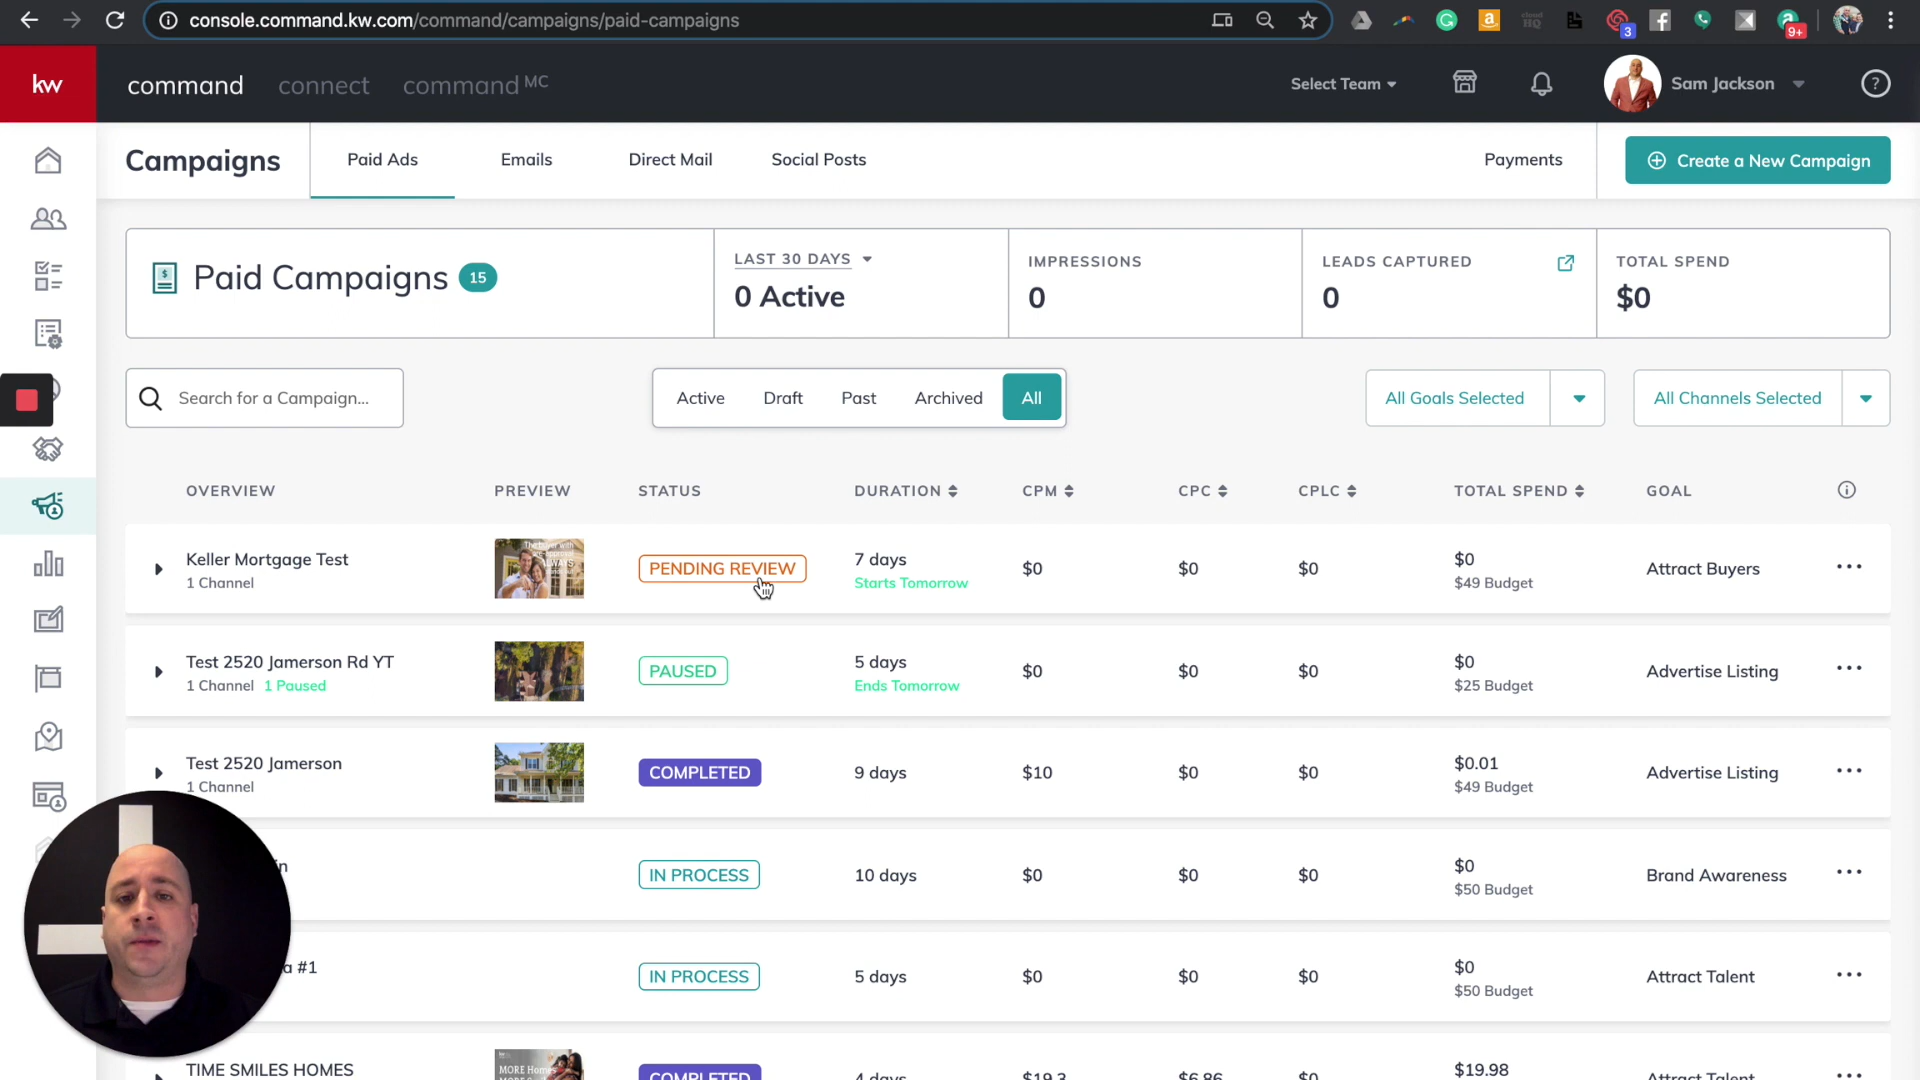 console.command.kw.com/command/campaigns/paid-campaigns
3
9+
kw
command
connect
command MC
Select Team
Sam Jackson
Campaigns
Paid Ads
Emails
Direct Mail
Social Posts
Payments
Create a New Campaign
Paid Campaigns 15
LAST 30 DAYS
0 Active
IMPRESSIONS
0
LEADS CAPTURED
0
TOTAL SPEND
$0
Search for a Campaign...
Active
Draft
Past
Archived
All
All Goals Selected
All Channels Selected
OVERVIEW
PREVIEW
STATUS
DURATION
CPM
CPC
CPLC
TOTAL SPEND
GOAL
Keller Mortgage Test
1 Channel
PENDING REVIEW
7 days
Starts Tomorrow
$0
$0
$0
$0
$49 Budget
Attract Buyers
Test 2520 Jamerson Rd YT
1 Channel 1 Paused
PAUSED
5 days
Ends Tomorrow
$0
$0
$0
$0
$25 Budget
Advertise Listing
Test 2520 Jamerson
1 Channel
COMPLETED
9 days
$10
$0
$0
$0.01
$49 Budget
Advertise Listing
IN PROCESS
10 days
$0
$0
$0
$0
$50 Budget
Brand Awareness
#1
IN PROCESS
5 days
$0
$0
$0
$0
$50 Budget
Attract Talent
TIME SMILES HOMES
MORE Homes
COMPLETED
4 days
$19.3
$6.86
$0
$19.98
Attract Talent